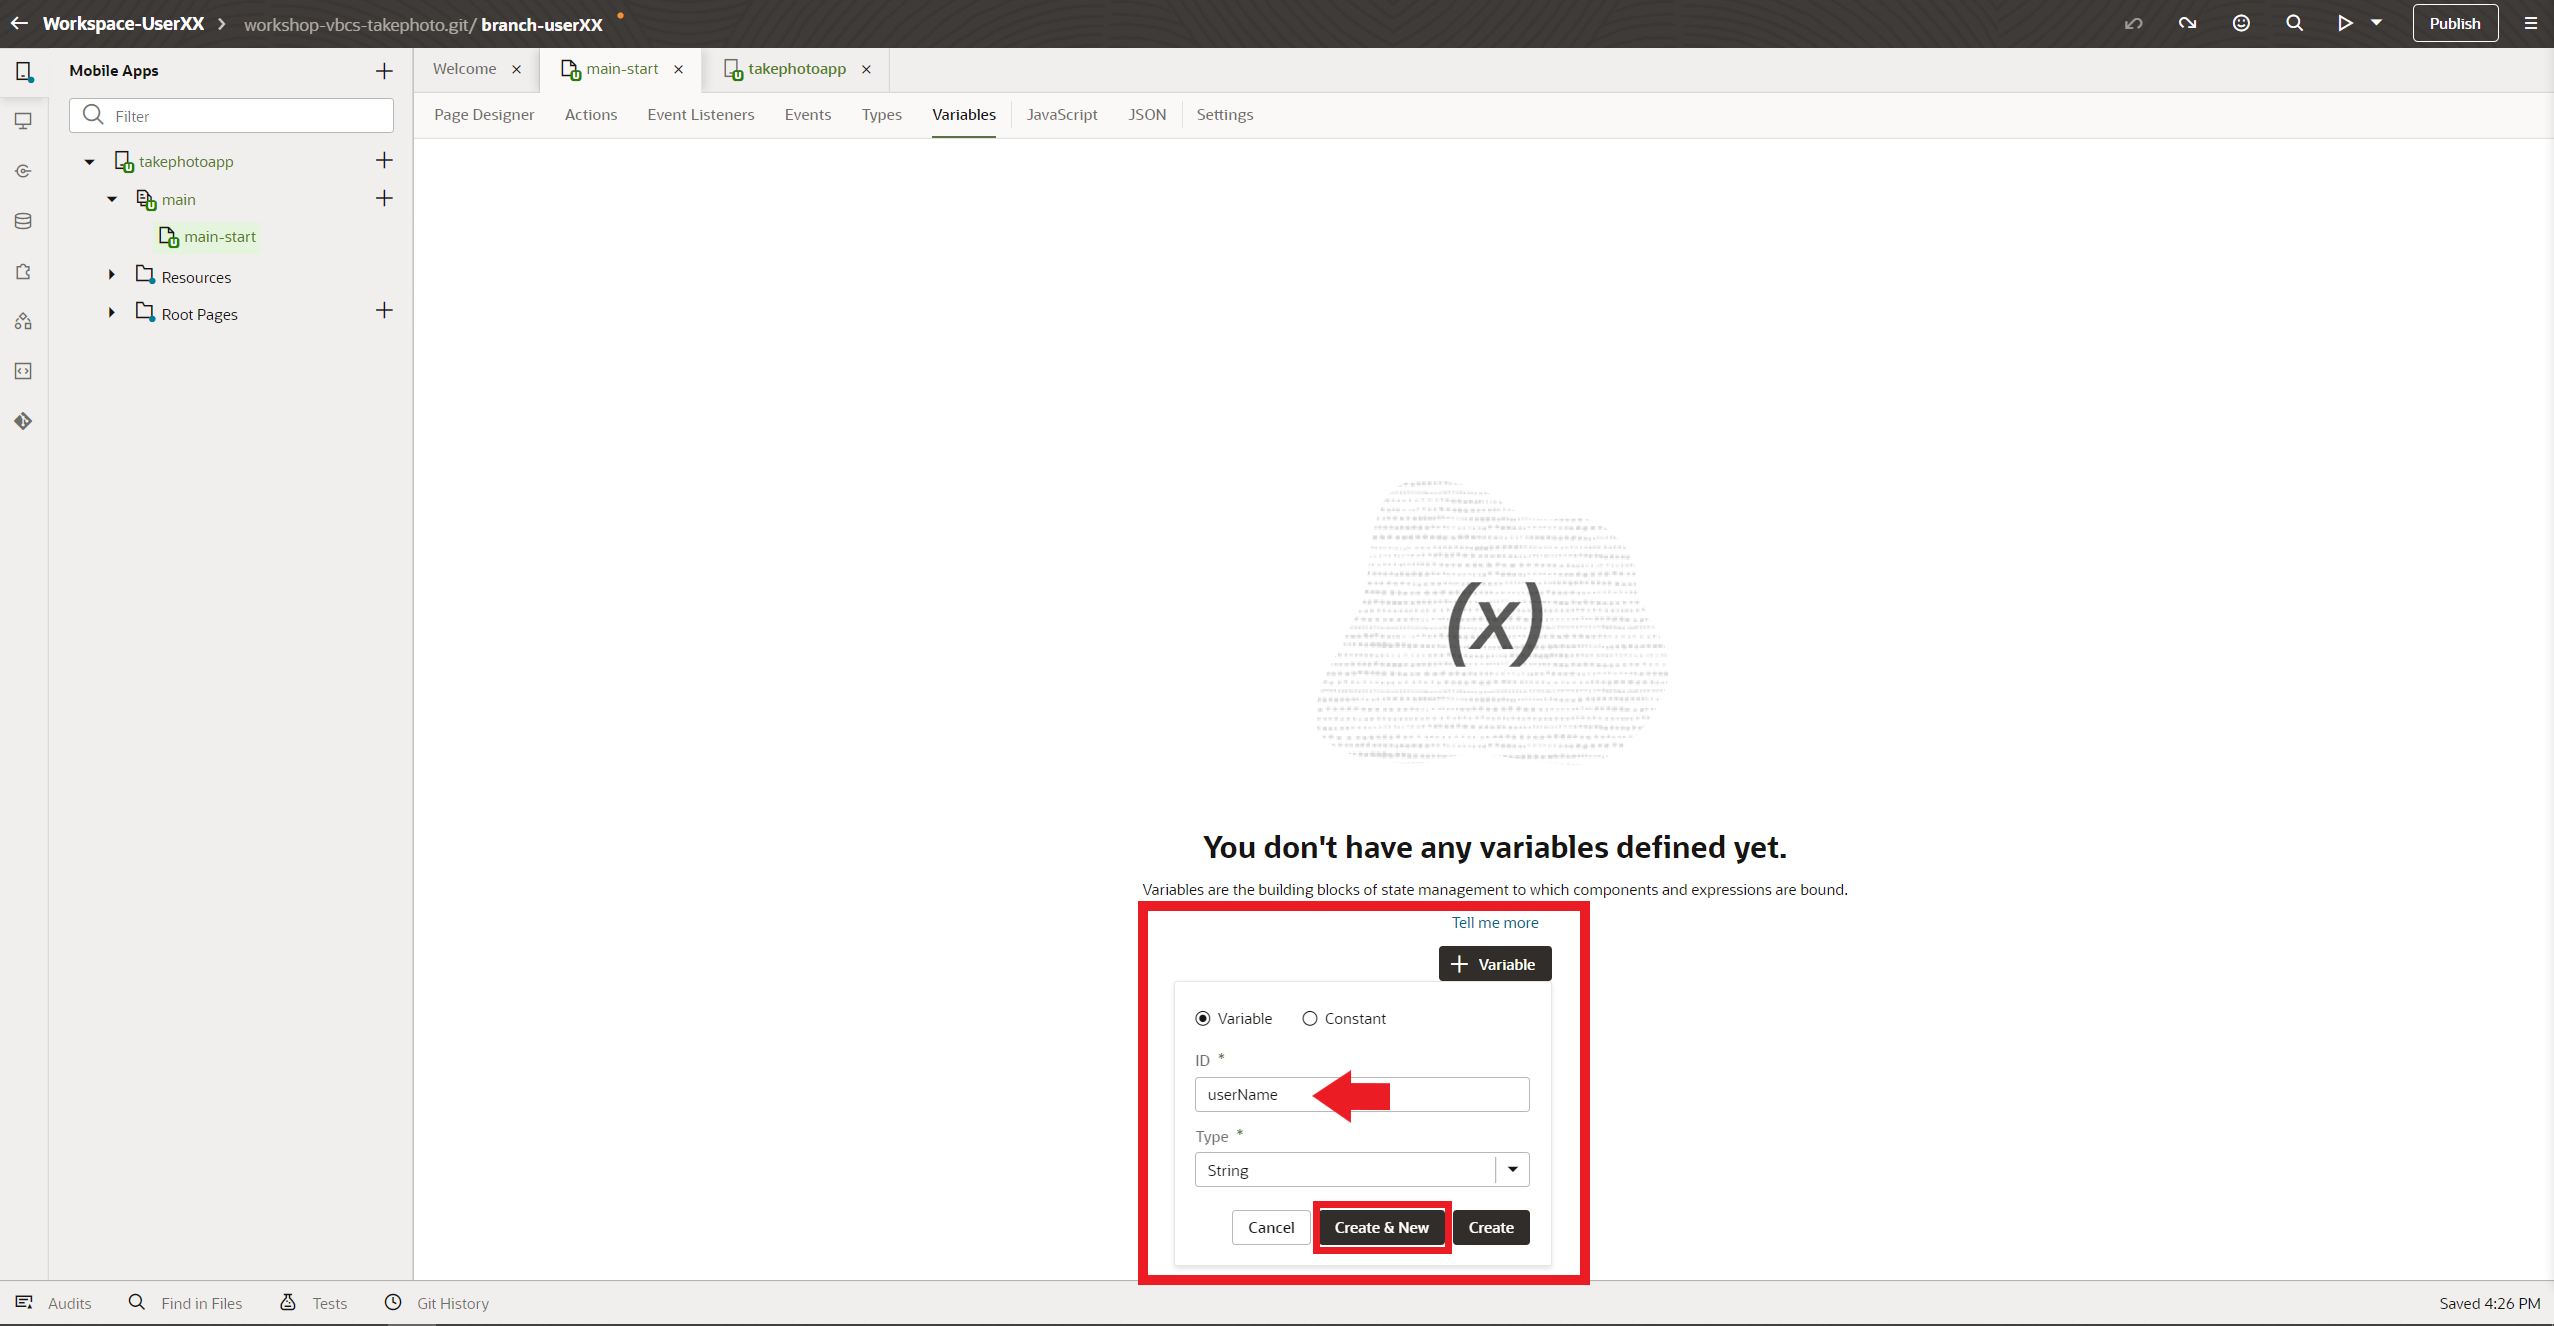 Workspace-UserXX workshop-vbcs-takephoto.git/ branch-userXX Publish
Mobile Apps
Welcome main-start takephotoapp
Filter
Page Designer Actions Event Listeners Events Types Variables JavaScript JSON Settings
takephotoapp
main
main-start
Resources
Root Pages
(x)
You don't have any variables defined yet.
Variables are the building blocks of state management to which components and expressions are bound.
Tell me more
Variable
Variable Constant
ID *
userName
Type *
String
Cancel Create & New Create
Audits Find in Files Tests Git History Saved 4:26 PM